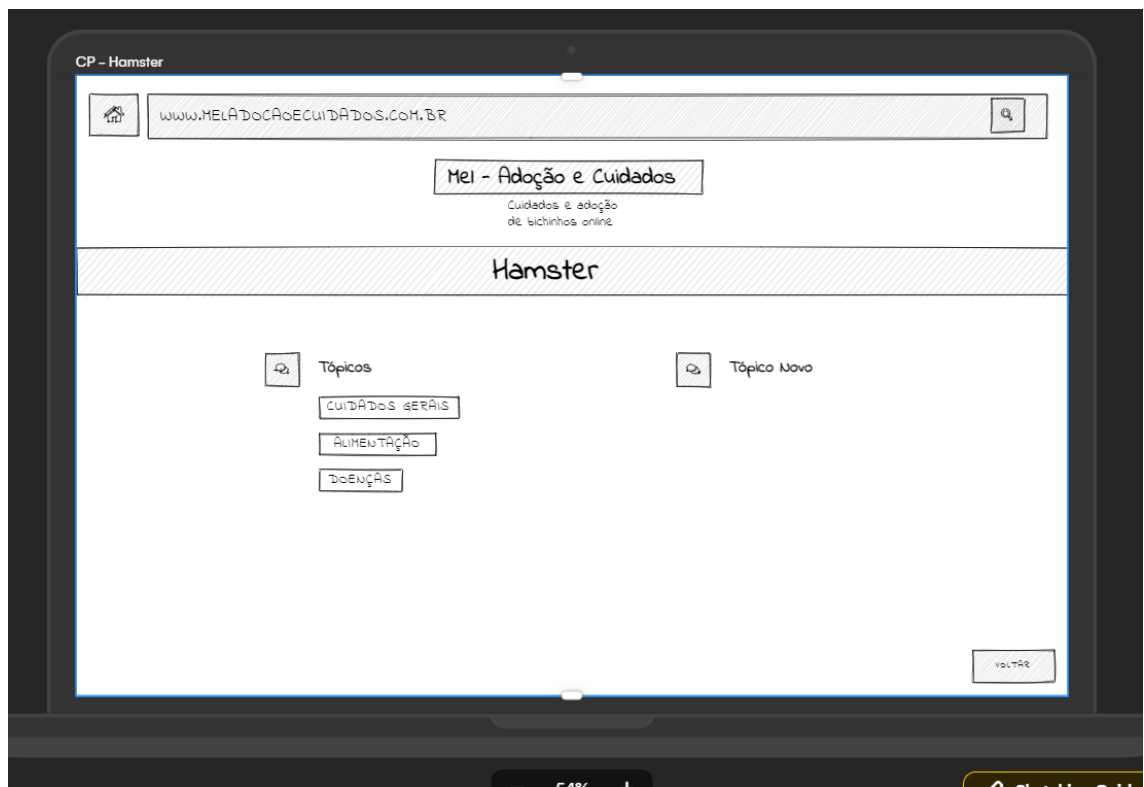 CP – Hamster
WWW.MELADOCAOECUIDADOS.COM.BR
Mel - Adoção e Cuidados
Cuidados e adoção
de bichinhos online
Hamster
Tópicos
Tópico Novo
CUIDADOS GERAIS
ALIMENTAÇÃO
DOENÇAS
VOLTAR
54%